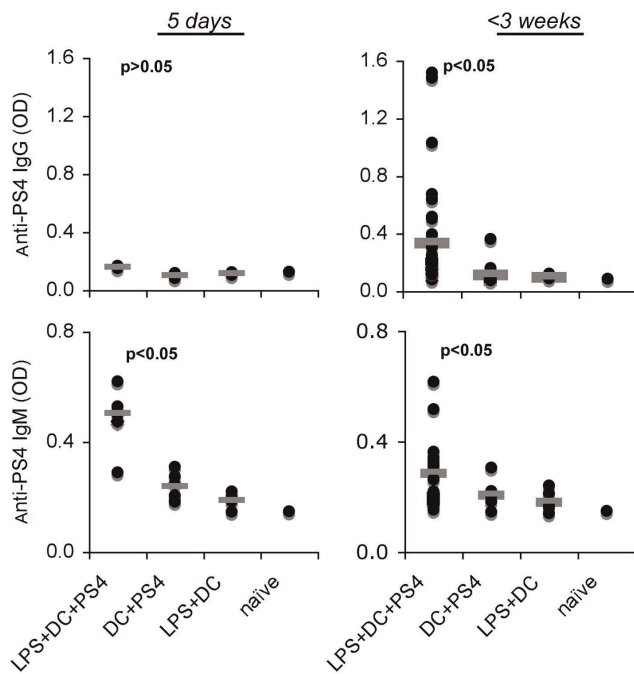 5 days
<3 weeks
Anti-PS4 IgG (OD)
1.6
1.2
0.8
0.4
0.0
p>0.05
1.6
1.2
0.8
0.4
0.0
p<0.05
Anti-PS4 IgM (OD)
0.8
0.4
0.0
p<0.05
0.8
0.4
0.0
p<0.05
LPS+DC+PS4
DC+PS4
LPS+DC
naïve
LPS+DC+PS4
DC+PS4
LPS+DC
naïve